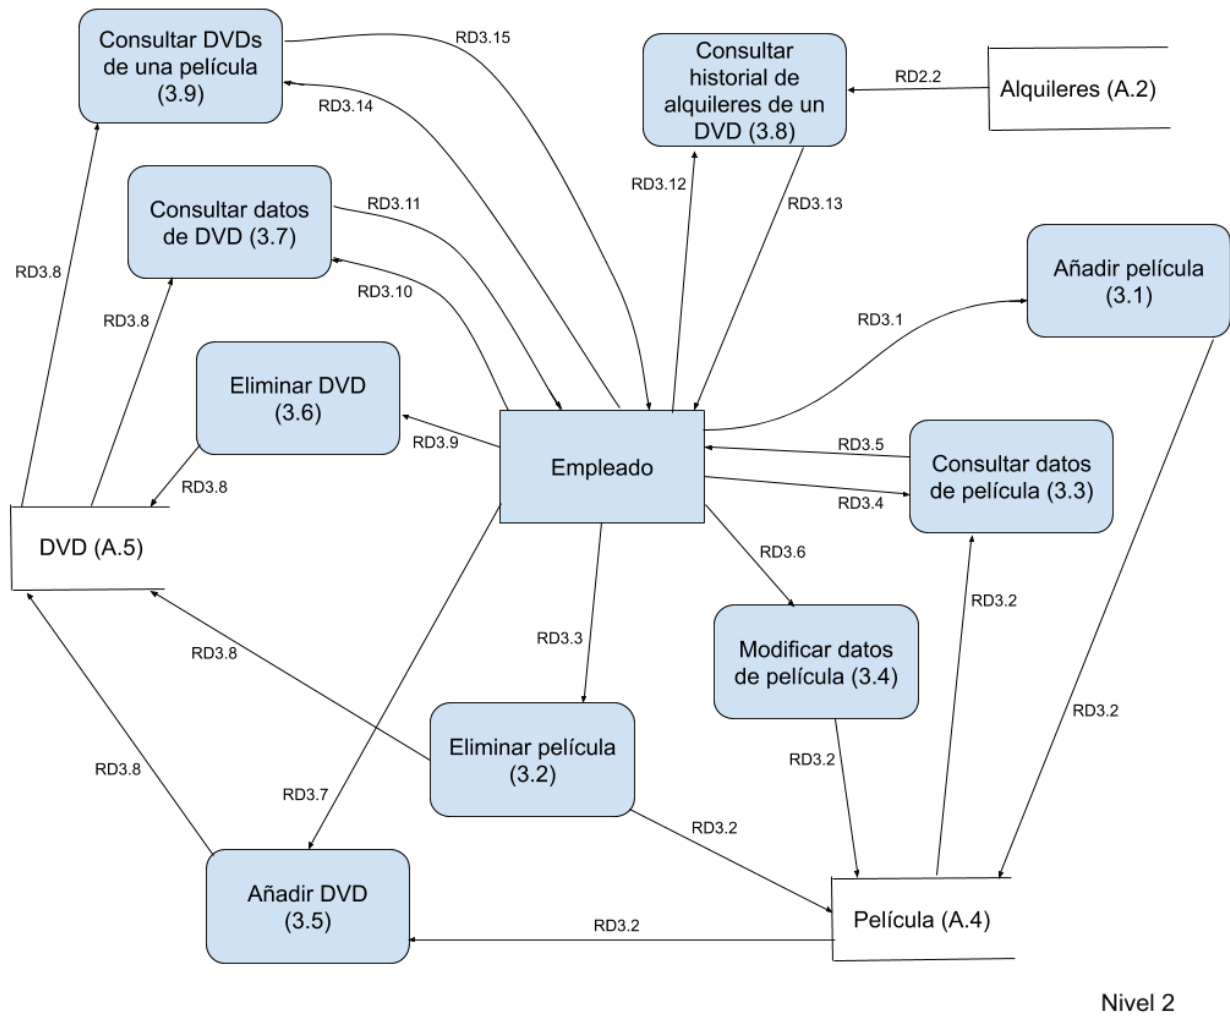 Consultar DVDs
de una película
(3.9)
RD3.15
Consultar
historial de
alquileres de un
DVD (3.8)
RD2.2
Alquileres (A.2)
RD3.14
RD3.12
RD3.13
Consultar datos
de DVD (3.7)
RD3.11
RD3.8
RD3.10
RD3.8
Añadir película
(3.1)
RD3.1
Eliminar DVD
(3.6)
RD3.9
RD3.8
Empleado
RD3.5
RD3.4
Consultar datos
de película (3.3)
DVD (A.5)
RD3.6
RD3.2
RD3.3
RD3.8
Modificar datos
de película (3.4)
RD3.2
Eliminar película
(3.2)
RD3.2
RD3.8
RD3.7
RD3.2
Añadir DVD
(3.5)
RD3.2
Película (A.4)
Nivel 2